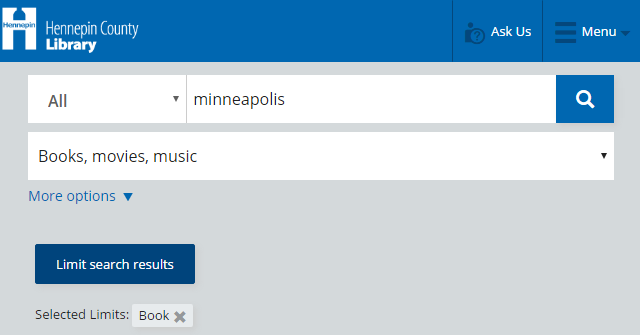 Hennepin
Hennepin County
Library
Ask Us
Menu
All
minneapolis
Books, movies, music
More options
Limit search results
Selected Limits: Book